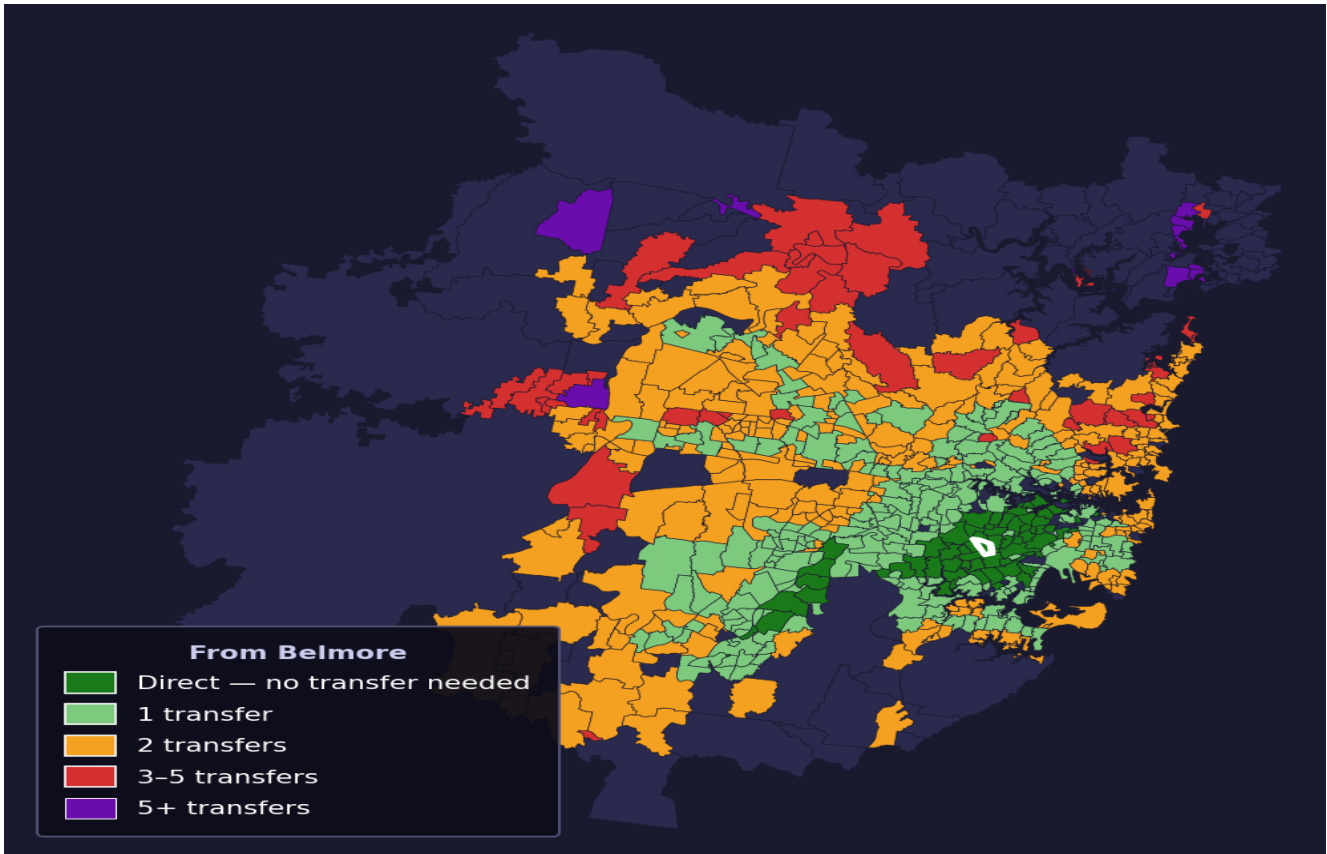 From Belmore
Direct — no transfer needed
1 transfer
2 transfers
3–5 transfers
5+ transfers